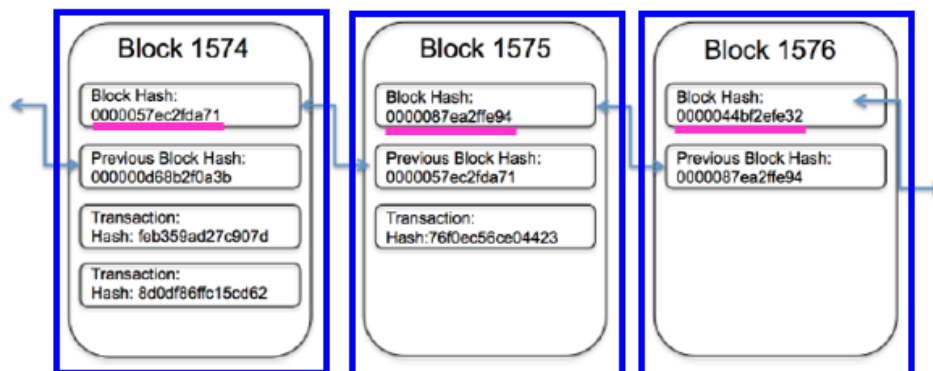 Block 1574
Block Hash:
0000057ec2fda71
Previous Block Hash:
000000d68b2f0a3b
Transaction:
Hash: feb359ad27c907d
Transaction:
Hash: 8d0df86ffc15cd62
Block 1575
Block Hash:
0000087ea2ffe94
Previous Block Hash:
0000057ec2fda71
Transaction:
Hash:76f0ec56ce04423
Block 1576
Block Hash:
0000044bf2efe32
Previous Block Hash:
0000087ea2ffe94